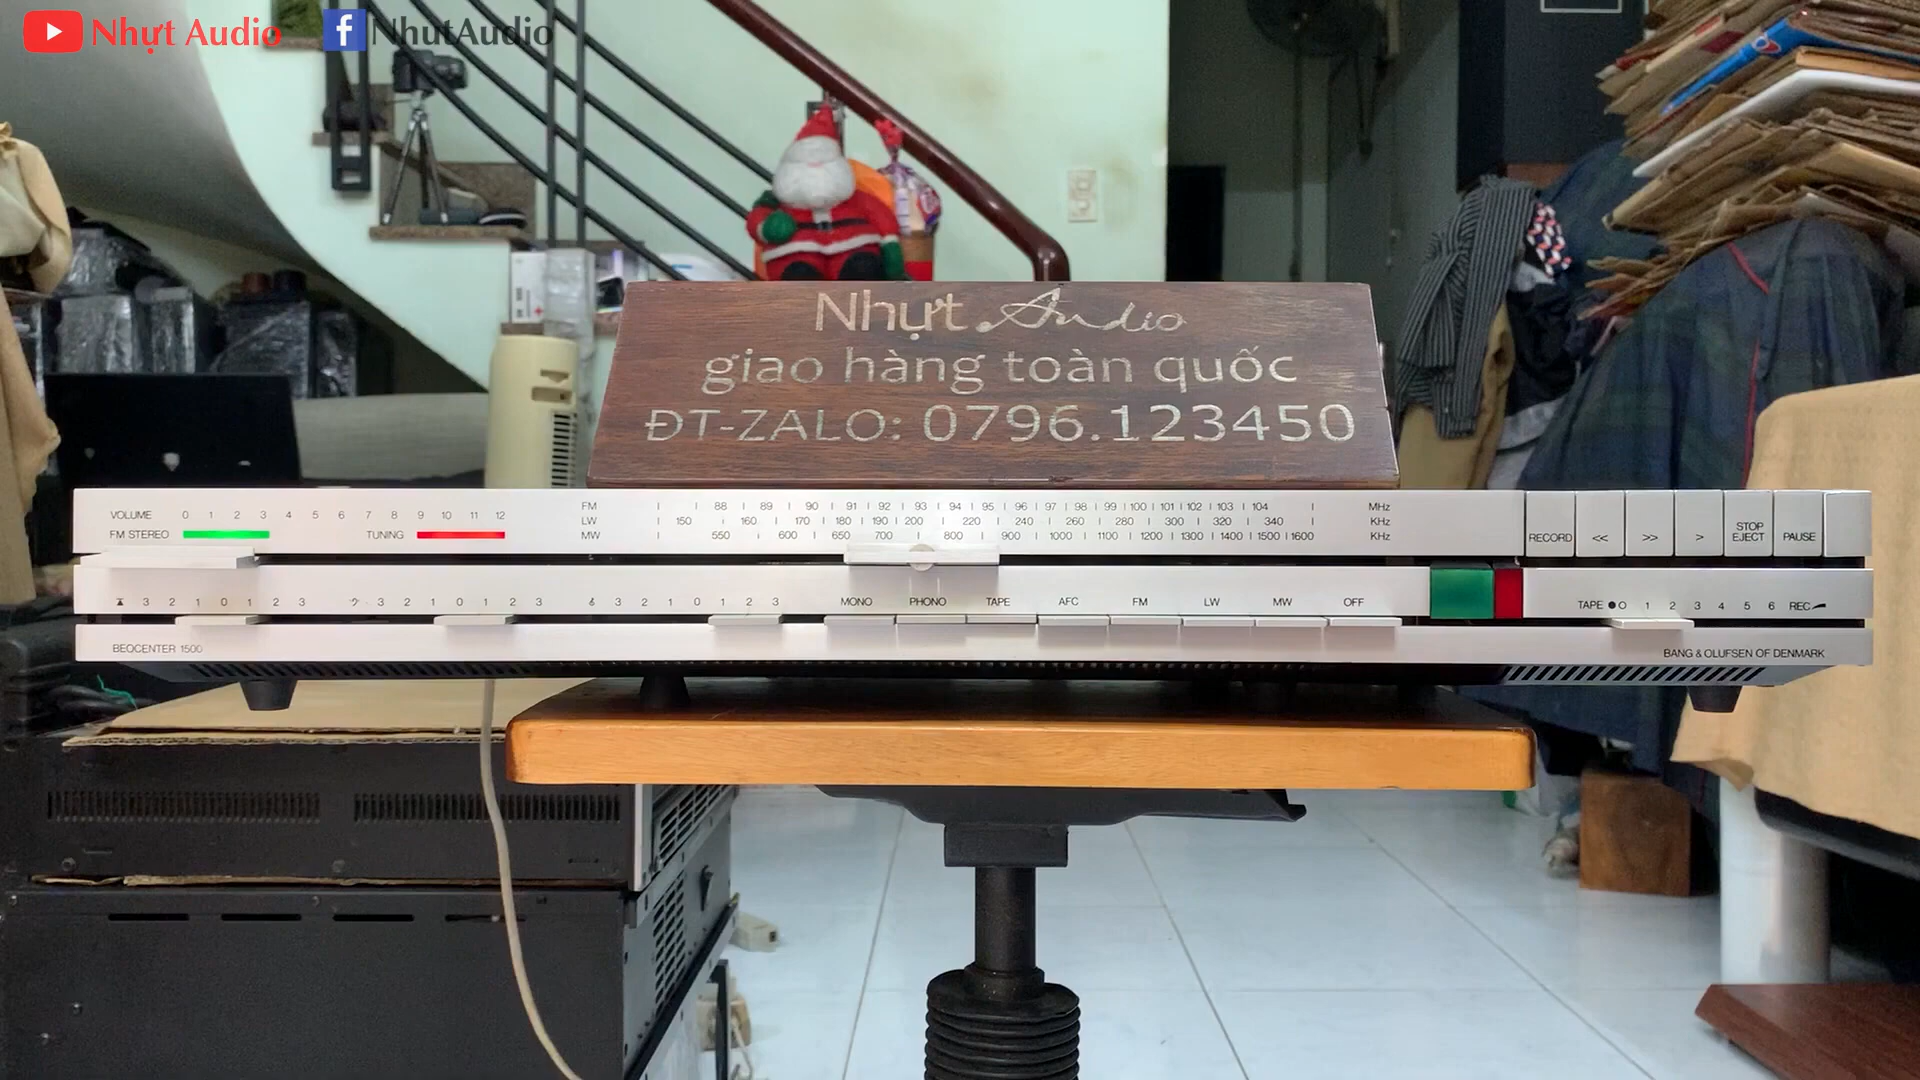 Nhựt Audio
NhutAudio
Nhựt Audio
giao hàng toàn quốc
ĐT-ZALO: 0796.123450
VOLUME 0 1 2 3 4 5 6 7 8 9 10 11 12
FM STEREO TUNING
FM 88 89 90 91 92 93 94 95 96 97 98 99 100 101 102 103 104 MHz
LW 150 160 170 180 190 200 220 240 260 280 300 320 340 KHz
MW 550 600 650 700 800 900 1000 1100 1200 1300 1400 1500 1600 KHz
RECORD << >> > STOP EJECT PAUSE
3 2 1 0 1 2 3 3 2 1 0 1 2 3 3 2 1 0 1 2 3
MONO PHONO TAPE AFC FM LW MW OFF
TAPE 0 1 2 3 4 5 6 REC
BEOCENTER 1500
BANG & OLUFSEN OF DENMARK